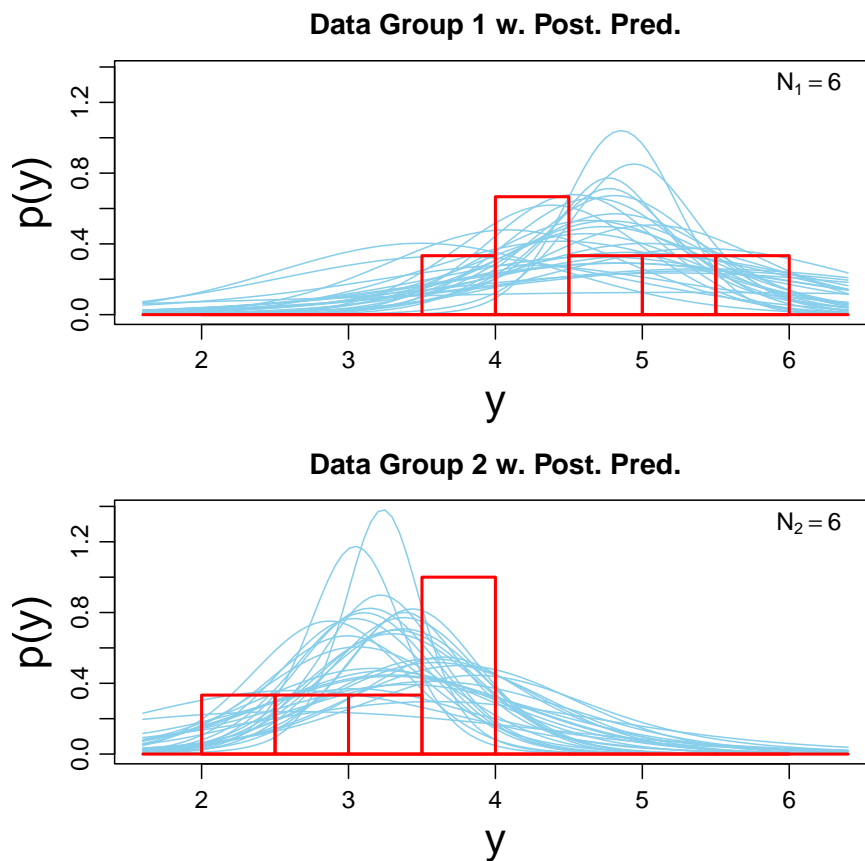 Data Group 1 w. Post. Pred.
N₁ = 6
p(y)
0.0 0.4 0.8 1.2
2 3 4 5 6
y
Data Group 2 w. Post. Pred.
N₂ = 6
p(y)
0.0 0.4 0.8 1.2
2 3 4 5 6
y